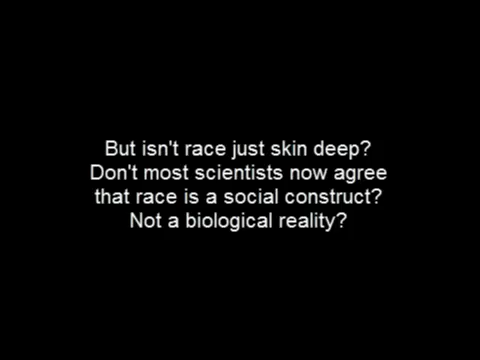 But isn't race just skin deep?
Don't most scientists now agree
that race is a social construct?
Not a biological reality?